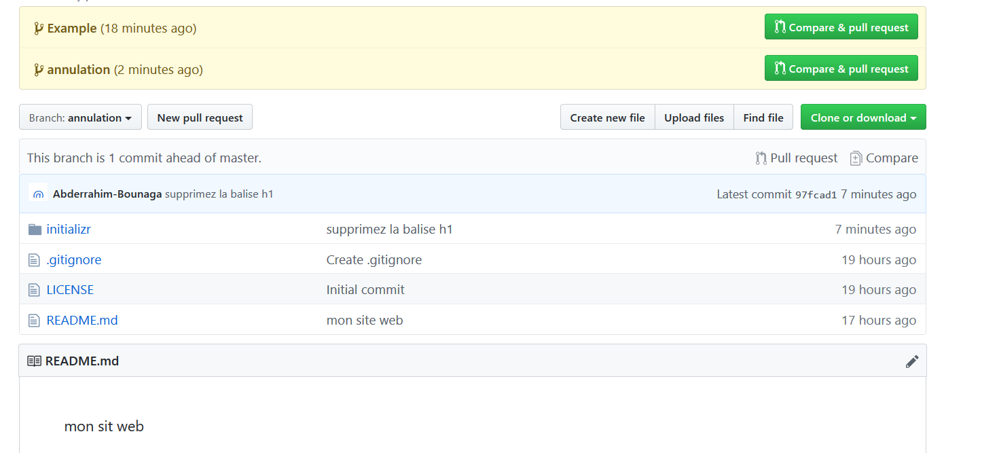 Example (18 minutes ago) Compare & pull request
annulation (2 minutes ago) Compare & pull request
Branch: annulation New pull request Create new file Upload files Find file Clone or download
This branch is 1 commit ahead of master. Pull request Compare
Abderrahim-Bounaga supprimez la balise h1 Latest commit 97fcad1 7 minutes ago
initializr supprimez la balise h1 7 minutes ago
.gitignore Create .gitignore 19 hours ago
LICENSE Initial commit 19 hours ago
README.md mon site web 17 hours ago
README.md
mon sit web